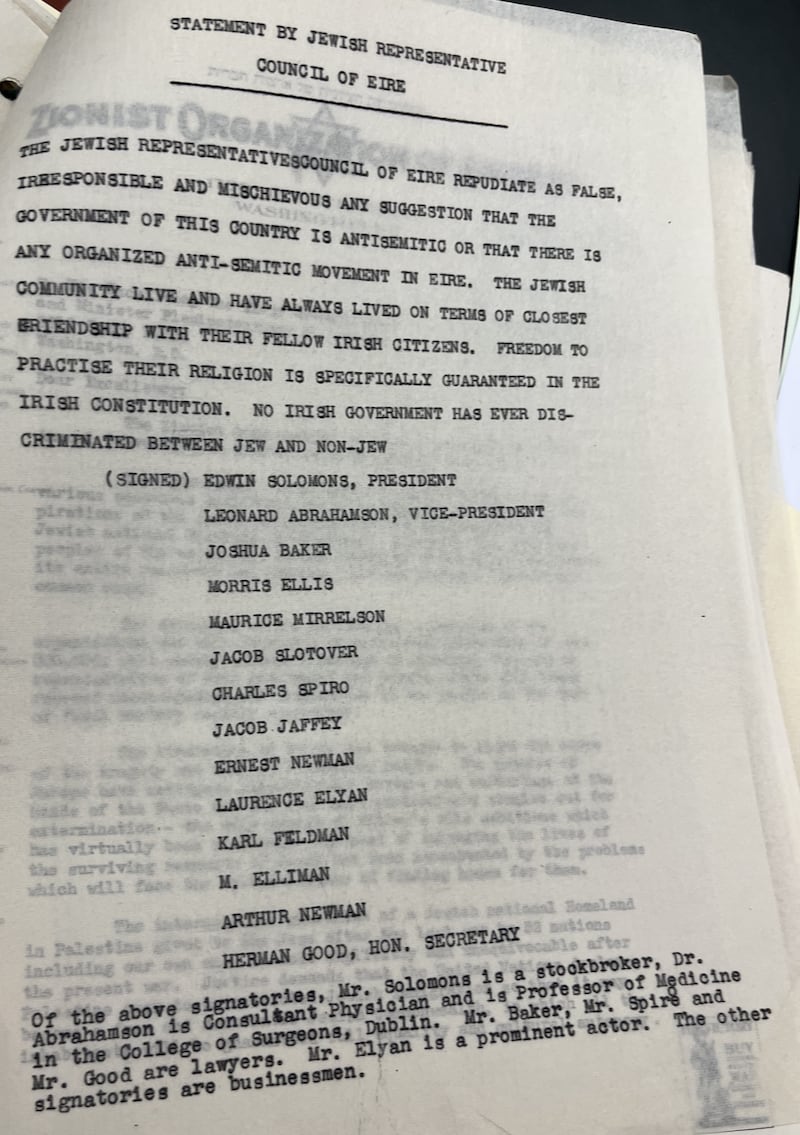 STATEMENT BY JEWISH REPRESENTATIVE
COUNCIL OF EIRE
ZIONIST ORGANIZATION
THE JEWISH REPRESENTATIVESCOUNCIL OF EIRE REPUDIATE AS FALSE,
IRRESPONSIBLE AND MISCHIEVOUS ANY SUGGESTION THAT THE
GOVERNMENT OF THIS COUNTRY IS ANTISEMITIC OR THAT THERE IS
ANY ORGANIZED ANTI-SEMITIC MOVEMENT IN EIRE. THE JEWISH
COMMUNITY LIVE AND HAVE ALWAYS LIVED ON TERMS OF CLOSEST
FRIENDSHIP WITH THEIR FELLOW IRISH CITIZENS. FREEDOM TO
PRACTISE THEIR RELIGION IS SPECIFICALLY GUARANTEED IN THE
IRISH CONSTITUTION. NO IRISH GOVERNMENT HAS EVER DIS-
CRIMINATED BETWEEN JEW AND NON-JEW
(SIGNED) EDWIN SOLOMONS, PRESIDENT
LEONARD ABRAHAMSON, VICE-PRESIDENT
JOSHUA BAKER
MORRIS ELLIS
MAURICE MIRRELSON
JACOB SLOTOVER
CHARLES SPIRO
JACOB JAFFEY
ERNEST NEWMAN
LAURENCE ELYAN
KARL FELDMAN
M. ELLIMAN
ARTHUR NEWMAN
HERMAN GOOD, HON. SECRETARY
Of the above signatories, Mr. Solomons is a stockbroker, Dr.
Abrahamson is Consultant Physician and is Professor of Medicine
in the College of Surgeons, Dublin. Mr. Baker, Mr. Spiro and
Mr. Good are lawyers. Mr. Elyan is a prominent actor. The other
signatories are businessmen.